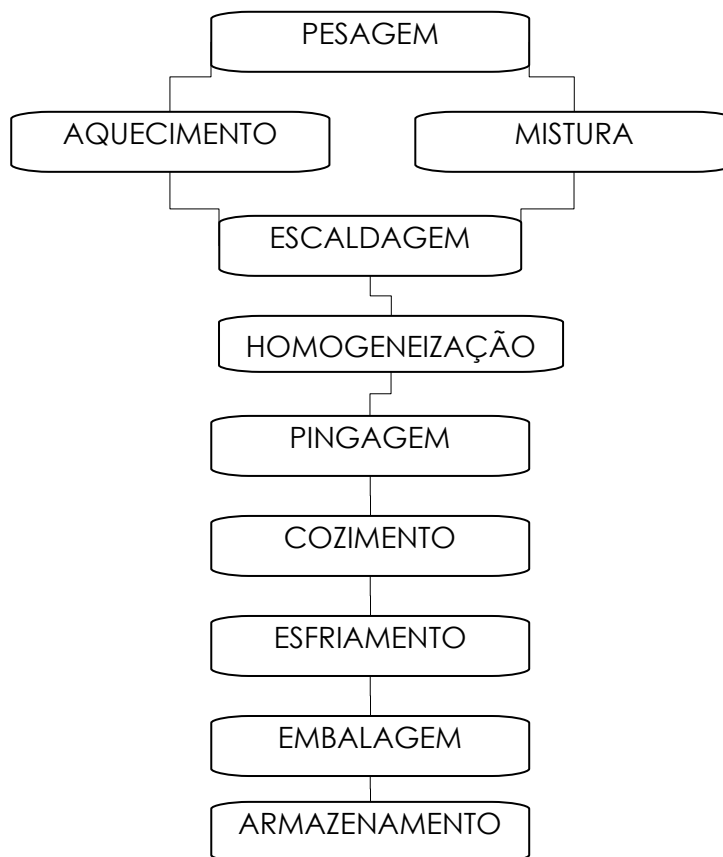 PESAGEM
AQUECIMENTO
MISTURA
ESCALDAGEM
HOMOGENEIZAÇÃO
PINGAGEM
COZIMENTO
ESFRIAMENTO
EMBALAGEM
ARMAZENAMENTO